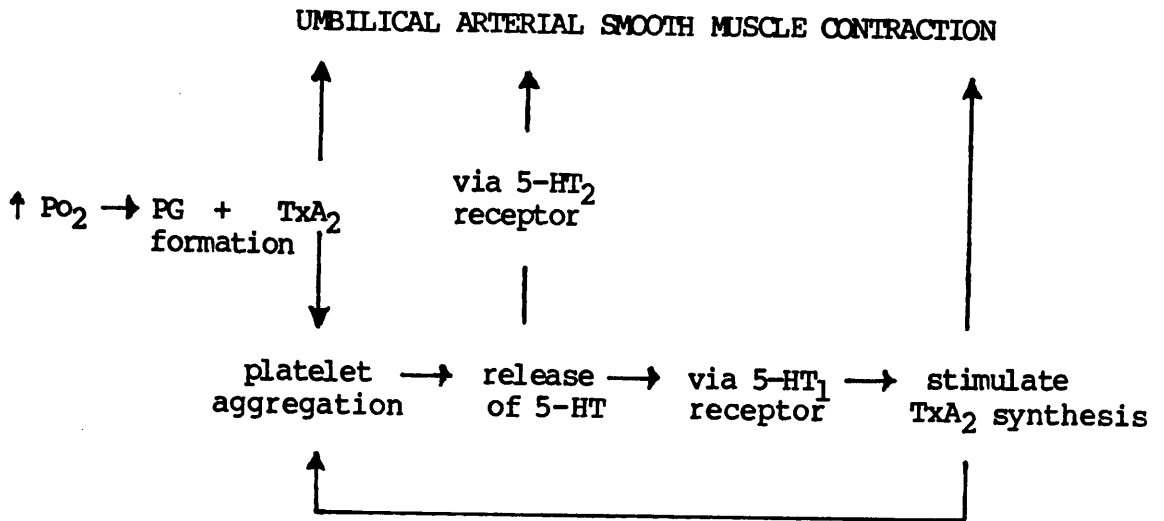 UMBILICAL ARTERIAL SMOOTH MUSCLE CONTRACTION
via 5-HT2
receptor
↑ Po2 → PG + TxA2
formation
platelet
aggregation
→ release
of 5-HT
→ via 5-HT1
receptor
→ stimulate
TxA2 synthesis